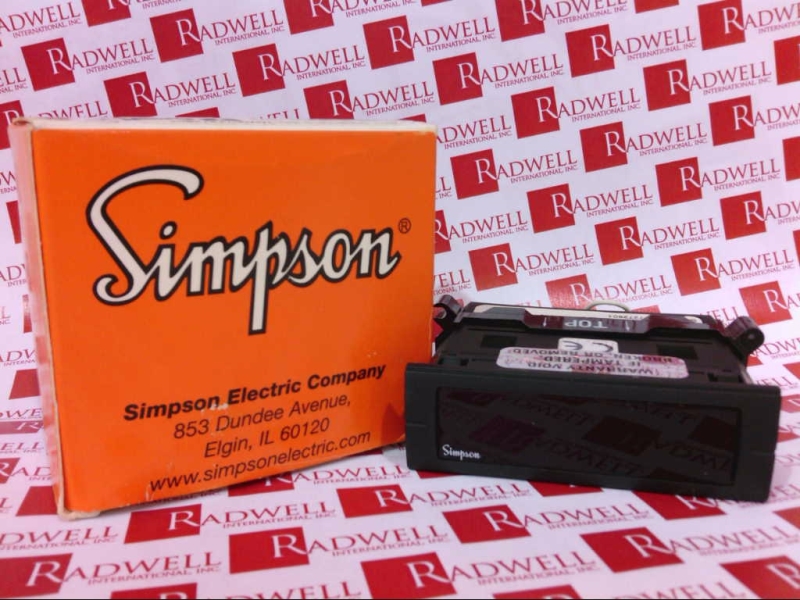 Simpson®
Simpson Electric Company
853 Dundee Avenue,
Elgin, IL 60120
www.simpsonelectric.com
TOP
CE
WARRANTY VOID
IF TAMPERED,
BROKEN, OR REMOVED
Simpson
RADWELL
INTERNATIONAL, INC.